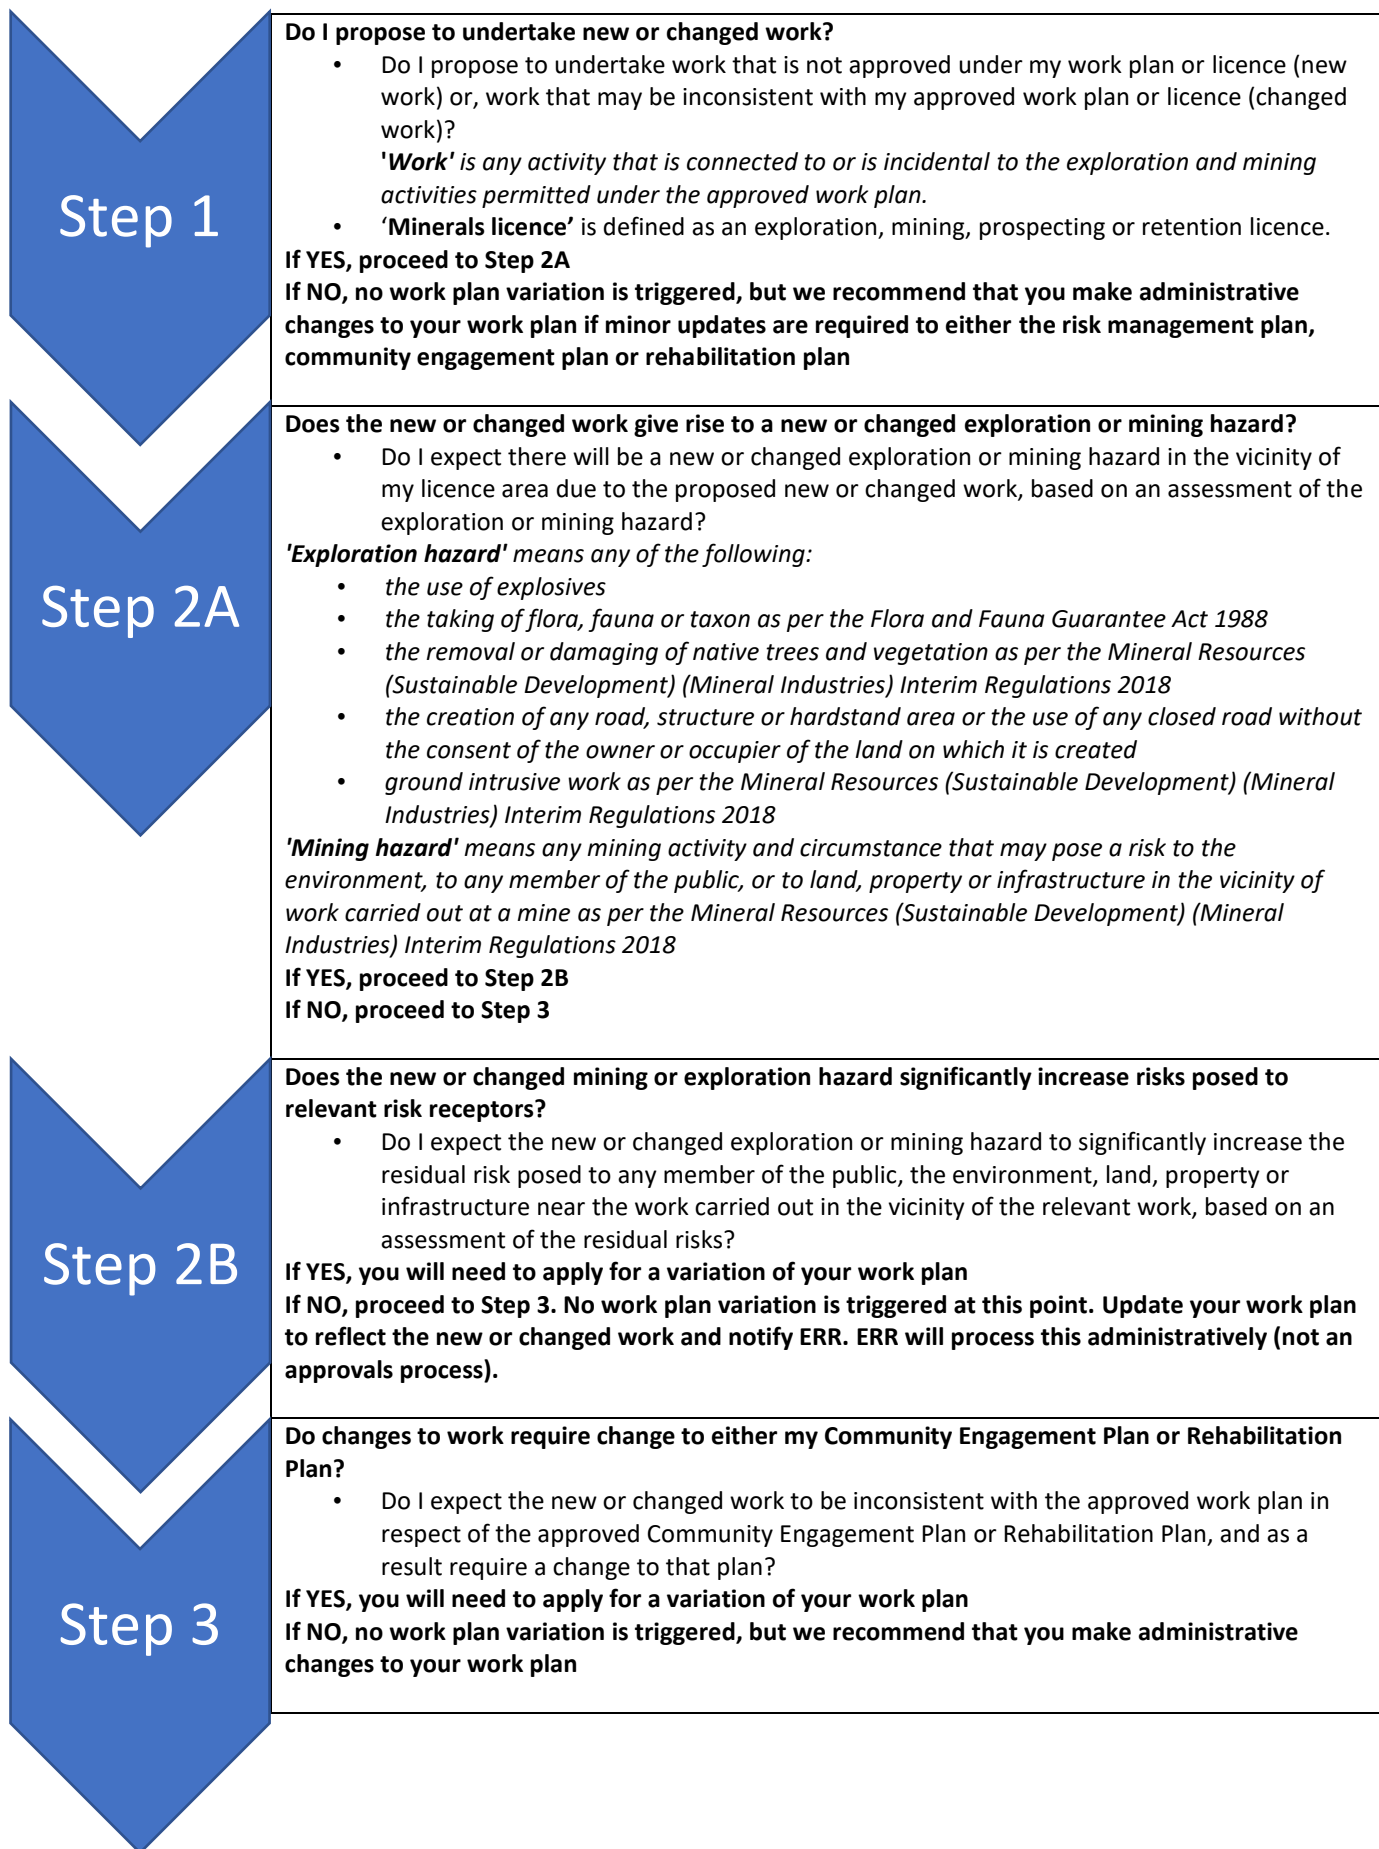 Step 1
Do I propose to undertake new or changed work?
• Do I propose to undertake work that is not approved under my work plan or licence (new
work) or, work that may be inconsistent with my approved work plan or licence (changed
work)?
'Work' is any activity that is connected to or is incidental to the exploration and mining
activities permitted under the approved work plan.
• ‘Minerals licence’ is defined as an exploration, mining, prospecting or retention licence.
If YES, proceed to Step 2A
If NO, no work plan variation is triggered, but we recommend that you make administrative
changes to your work plan if minor updates are required to either the risk management plan,
community engagement plan or rehabilitation plan
Step 2A
Does the new or changed work give rise to a new or changed exploration or mining hazard?
• Do I expect there will be a new or changed exploration or mining hazard in the vicinity of
my licence area due to the proposed new or changed work, based on an assessment of the
exploration or mining hazard?
'Exploration hazard' means any of the following:
• the use of explosives
• the taking of flora, fauna or taxon as per the Flora and Fauna Guarantee Act 1988
• the removal or damaging of native trees and vegetation as per the Mineral Resources
(Sustainable Development) (Mineral Industries) Interim Regulations 2018
• the creation of any road, structure or hardstand area or the use of any closed road without
the consent of the owner or occupier of the land on which it is created
• ground intrusive work as per the Mineral Resources (Sustainable Development) (Mineral
Industries) Interim Regulations 2018
'Mining hazard' means any mining activity and circumstance that may pose a risk to the
environment, to any member of the public, or to land, property or infrastructure in the vicinity of
work carried out at a mine as per the Mineral Resources (Sustainable Development) (Mineral
Industries) Interim Regulations 2018
If YES, proceed to Step 2B
If NO, proceed to Step 3
Step 2B
Does the new or changed mining or exploration hazard significantly increase risks posed to
relevant risk receptors?
• Do I expect the new or changed exploration or mining hazard to significantly increase the
residual risk posed to any member of the public, the environment, land, property or
infrastructure near the work carried out in the vicinity of the relevant work, based on an
assessment of the residual risks?
If YES, you will need to apply for a variation of your work plan
If NO, proceed to Step 3. No work plan variation is triggered at this point. Update your work plan
to reflect the new or changed work and notify ERR. ERR will process this administratively (not an
approvals process).
Step 3
Do changes to work require change to either my Community Engagement Plan or Rehabilitation
Plan?
• Do I expect the new or changed work to be inconsistent with the approved work plan in
respect of the approved Community Engagement Plan or Rehabilitation Plan, and as a
result require a change to that plan?
If YES, you will need to apply for a variation of your work plan
If NO, no work plan variation is triggered, but we recommend that you make administrative
changes to your work plan